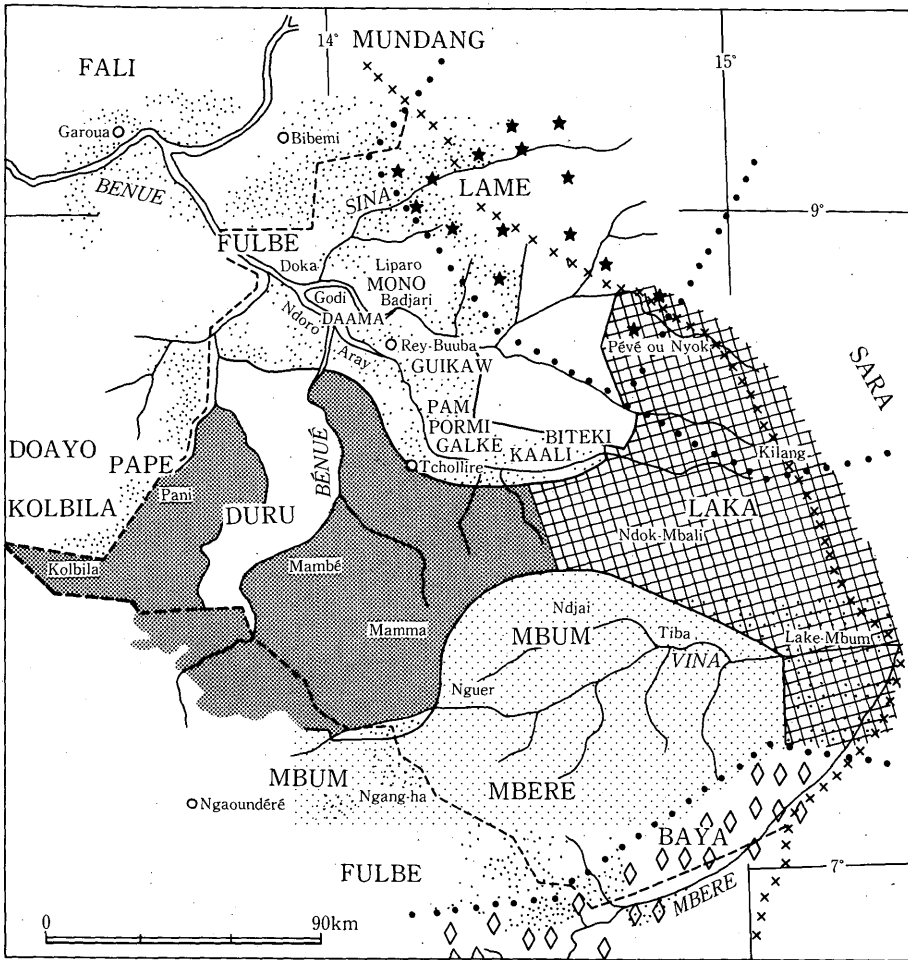 14°
MUNDANG
15°
FALI
Garoua
Bibemi
BENUE
SINA
LAME
9°
FULBE
Doka
Liparo
MONO
Badjari
Godi
Ndoro
DAAMA
Aray
Rey-Buuba
GUIKAW
Pévé ou Nyok
SARA
PAM
PORMI
GALKE
BITEKI
KAALI
Tchollire
Kilang
DOAYO
PAPE
KOLBILA
Pani
DURU
BÉNUÉ
LAKA
Ndok-Mbali
Kolbila
Mambé
Mamma
Ndjai
MBUM
Tiba
VINA
Lake-Mbum
Nguer
MBUM
Ngang-ha
MBERE
Ngaoundéré
BAYA
FULBE
MBERE
7°
0
90km